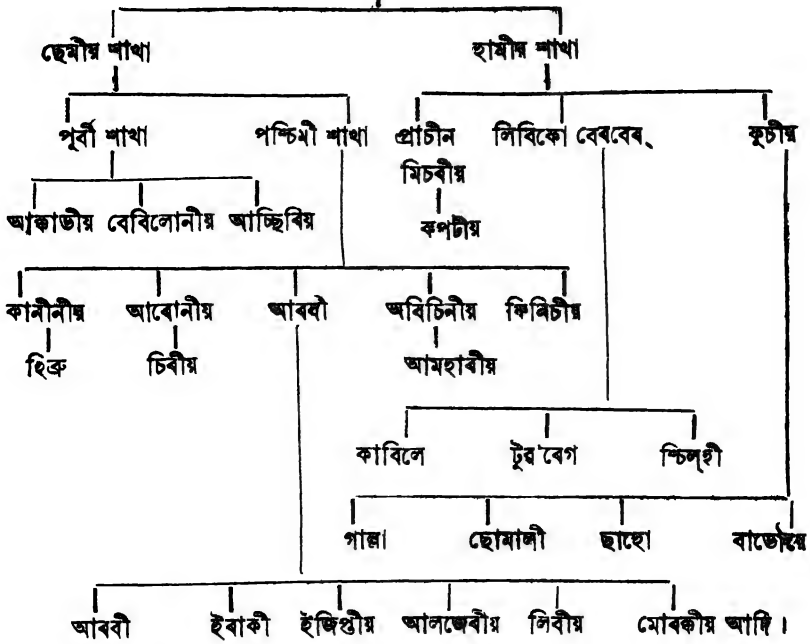 ছেমীয় শাখা হামীয় শাখা
পূৰ্বী শাখা পশ্চিমী শাখা প্ৰাচীন লিবিকো বেৰবেৰ্ কুচীয়
মিচৰীয়
আক্কাডীয় বেবিলোনীয় আচ্ছিৰিয় কপটীয়
কানীনীয় আৰোনীয় আৰবী অবিচিনীয় ফিনিচীয়
হিব্ৰু চিৰীয় আমহাৰীয়
কাবিলে টুৱ'ৰেগ শ্চিল্হী
গাল্লা ছোমালী ছাহো
আৰবী ইৰাকী ইজিপ্তীয় আলজেৰীয় লিবীয় মোৰক্কীয় আদি।